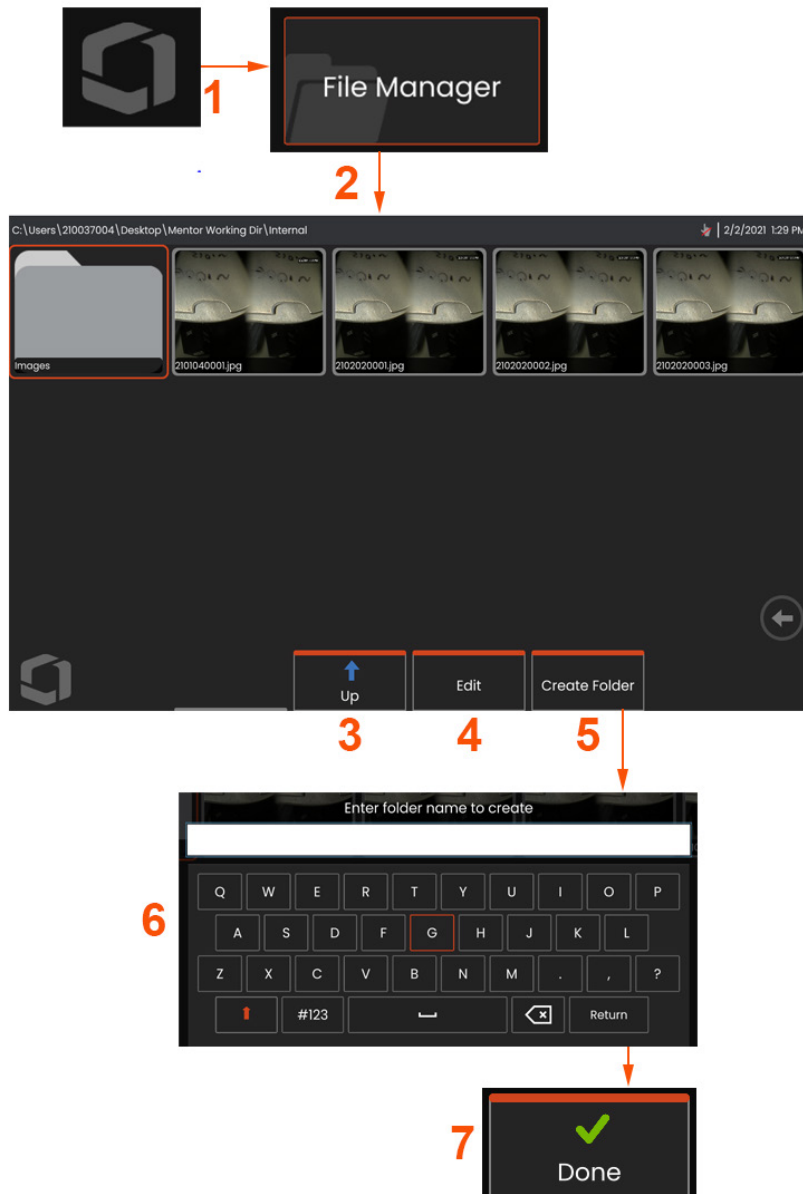 1
File Manager
2
C:\Users\210037004\Desktop\Mentor Working Dir\Internal
2/2/2021 1:29 PM
Images
2101040001.jpg
2102020001.jpg
2102020002.jpg
2102020003.jpg
Up
Edit
Create Folder
3
4
5
Enter folder name to create
6
Q W E R T Y U I O P
A S D F G H J K L
Z X C V B N M . , ?
#123
Return
7
Done